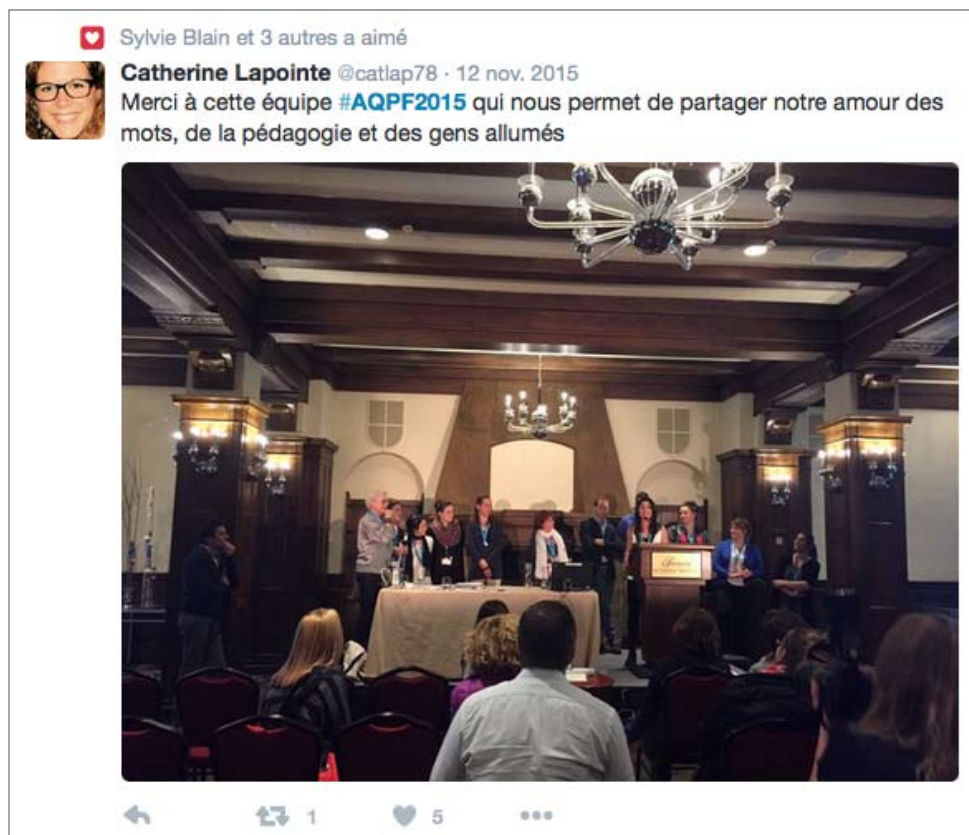 Sylvie Blain et 3 autres a aimé
Catherine Lapointe @catlap78 · 12 nov. 2015
Merci à cette équipe #AQPF2015 qui nous permet de partager notre amour des
mots, de la pédagogie et des gens allumés
1 5